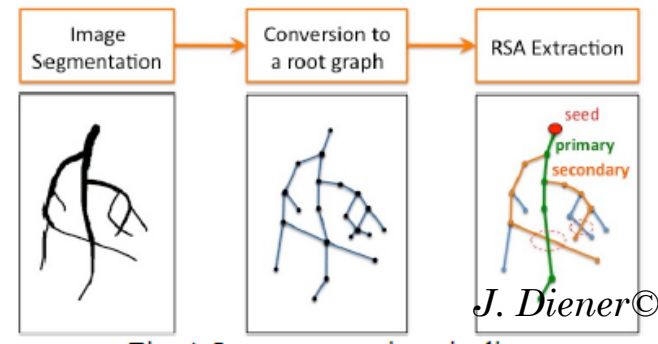 Image
Segmentation
Conversion to
a root graph
RSA Extraction
seed
primary
secondary
J. Diener©